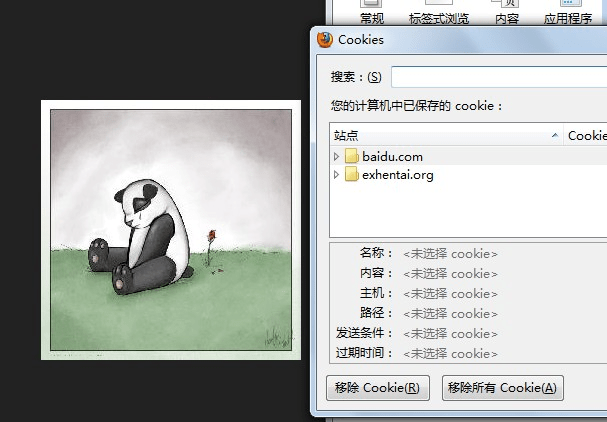 常规 标签式浏览 内容 应用程序
Cookies
搜索：(S)
您的计算机中已保存的 cookie：
站点 Cookie
baidu.com
exhentai.org
名称： <未选择 cookie>
内容： <未选择 cookie>
主机： <未选择 cookie>
路径： <未选择 cookie>
发送条件： <未选择 cookie>
过期时间： <未选择 cookie>
移除 Cookie(R) 移除所有 Cookie(A)